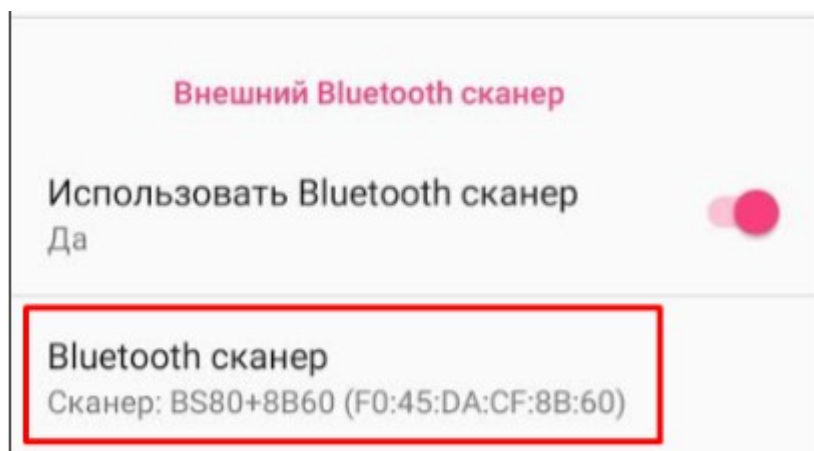 Внешний Bluetooth сканер
Использовать Bluetooth сканер
Да
Bluetooth сканер
Сканер: BS80+8B60 (F0:45:DA:CF:8B:60)